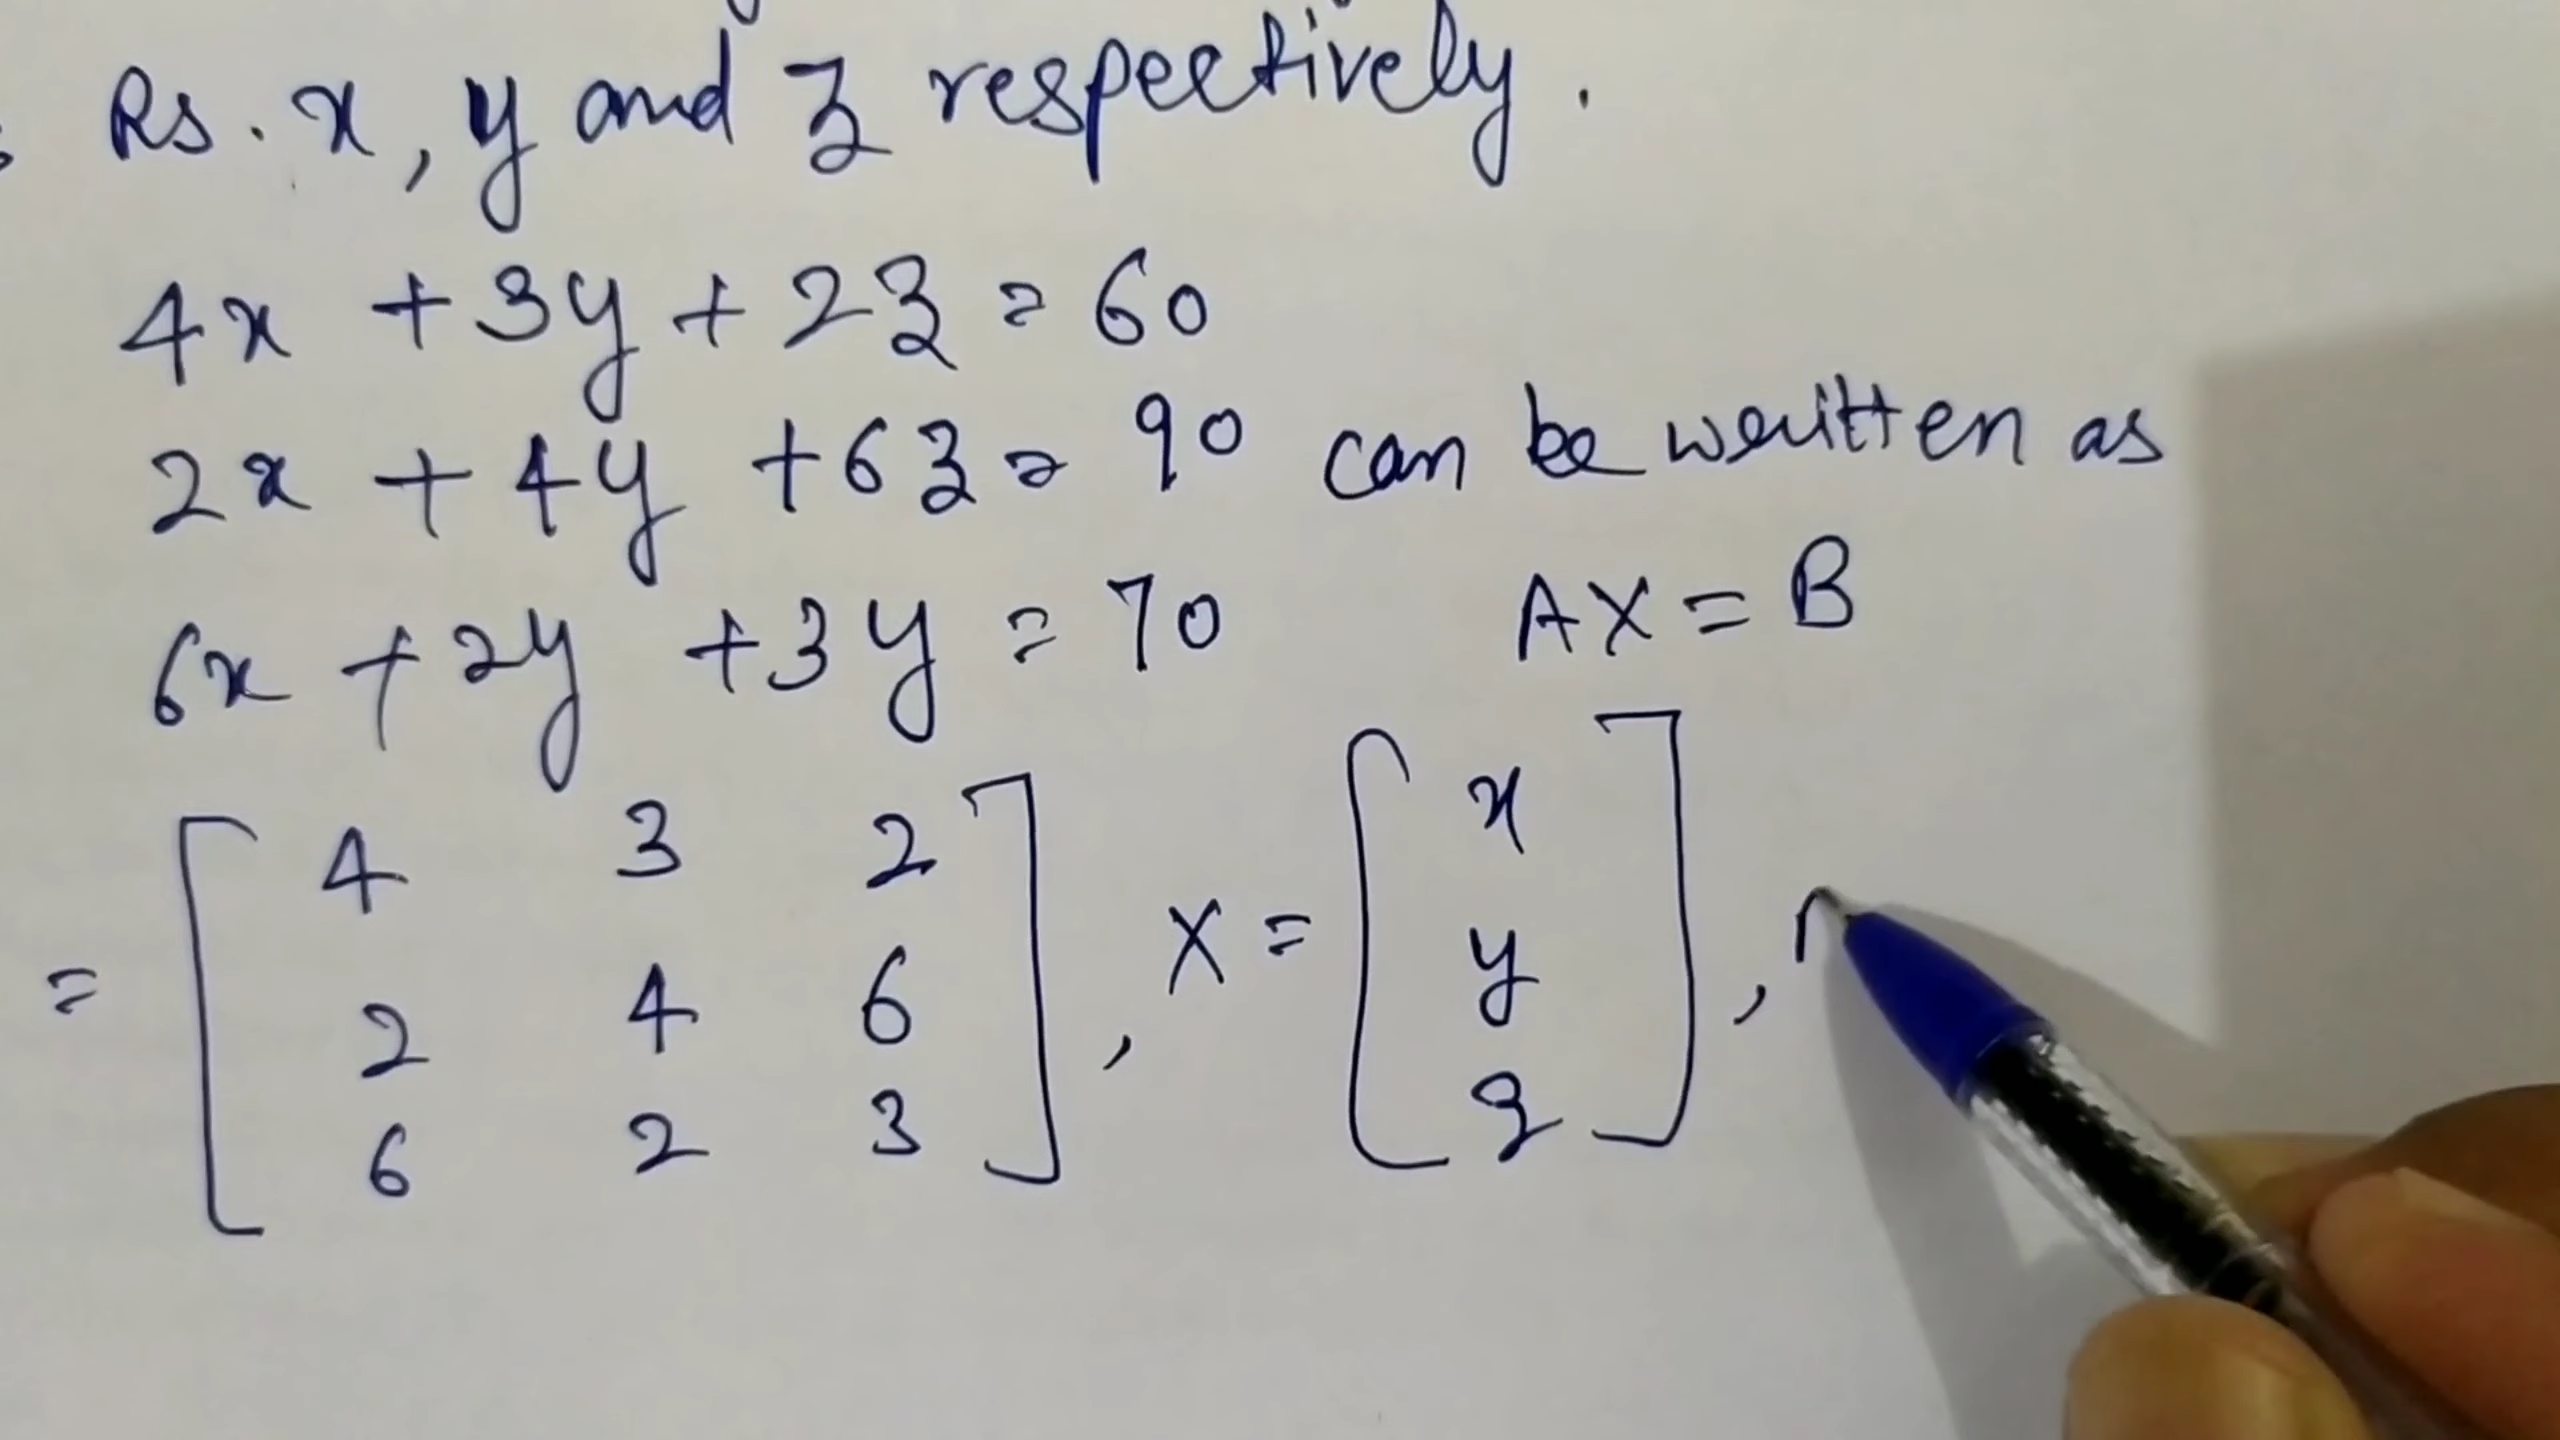 Rs. x, y and z respectively.
4x + 3y + 2z = 60
2x + 4y + 6z = 90 can be written as
6x + 2y + 3y = 70 AX = B
= [ 4 3 2 ] , X = [ x ] ,
2 4 6 y
6 2 3 z